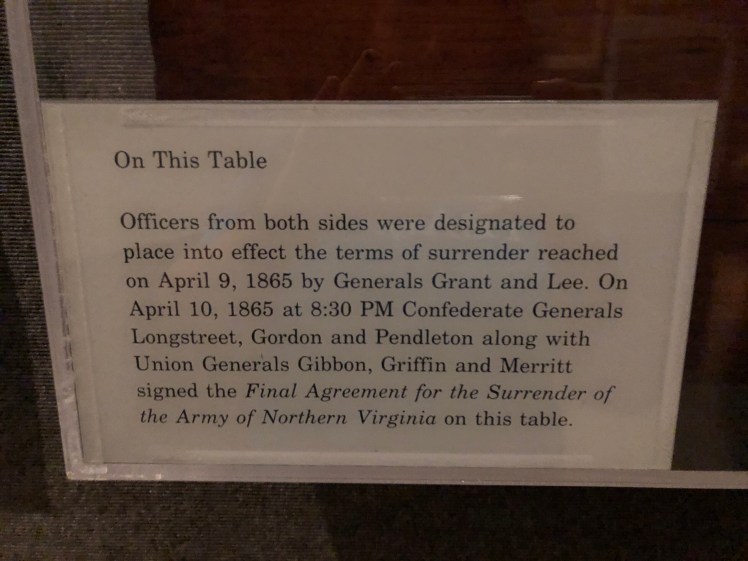 On This Table
Officers from both sides were designated to
place into effect the terms of surrender reached
on April 9, 1865 by Generals Grant and Lee. On
April 10, 1865 at 8:30 PM Confederate Generals
Longstreet, Gordon and Pendleton along with
Union Generals Gibbon, Griffin and Merritt
signed the Final Agreement for the Surrender of
the Army of Northern Virginia on this table.